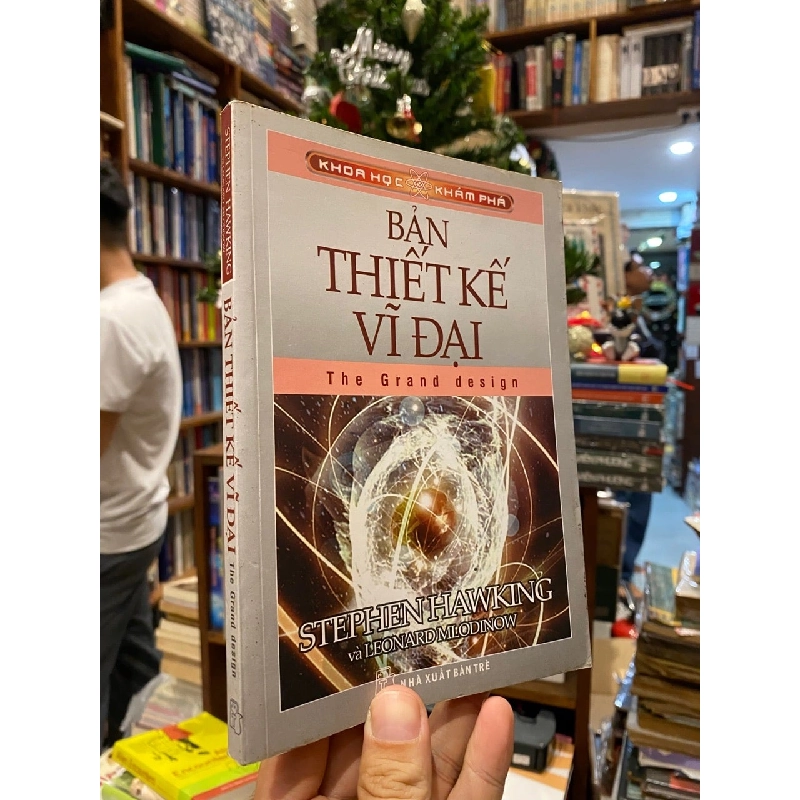 KHOA HỌC KHÁM PHÁ
BẢN
THIẾT KẾ
VĨ ĐẠI
The Grand design
STEPHEN HAWKING
và LEONARD MLODINOW
NHÀ XUẤT BẢN TRẺ
STEPHEN HAWKING
BẢN THIẾT KẾ VĨ ĐẠI
The Grand design